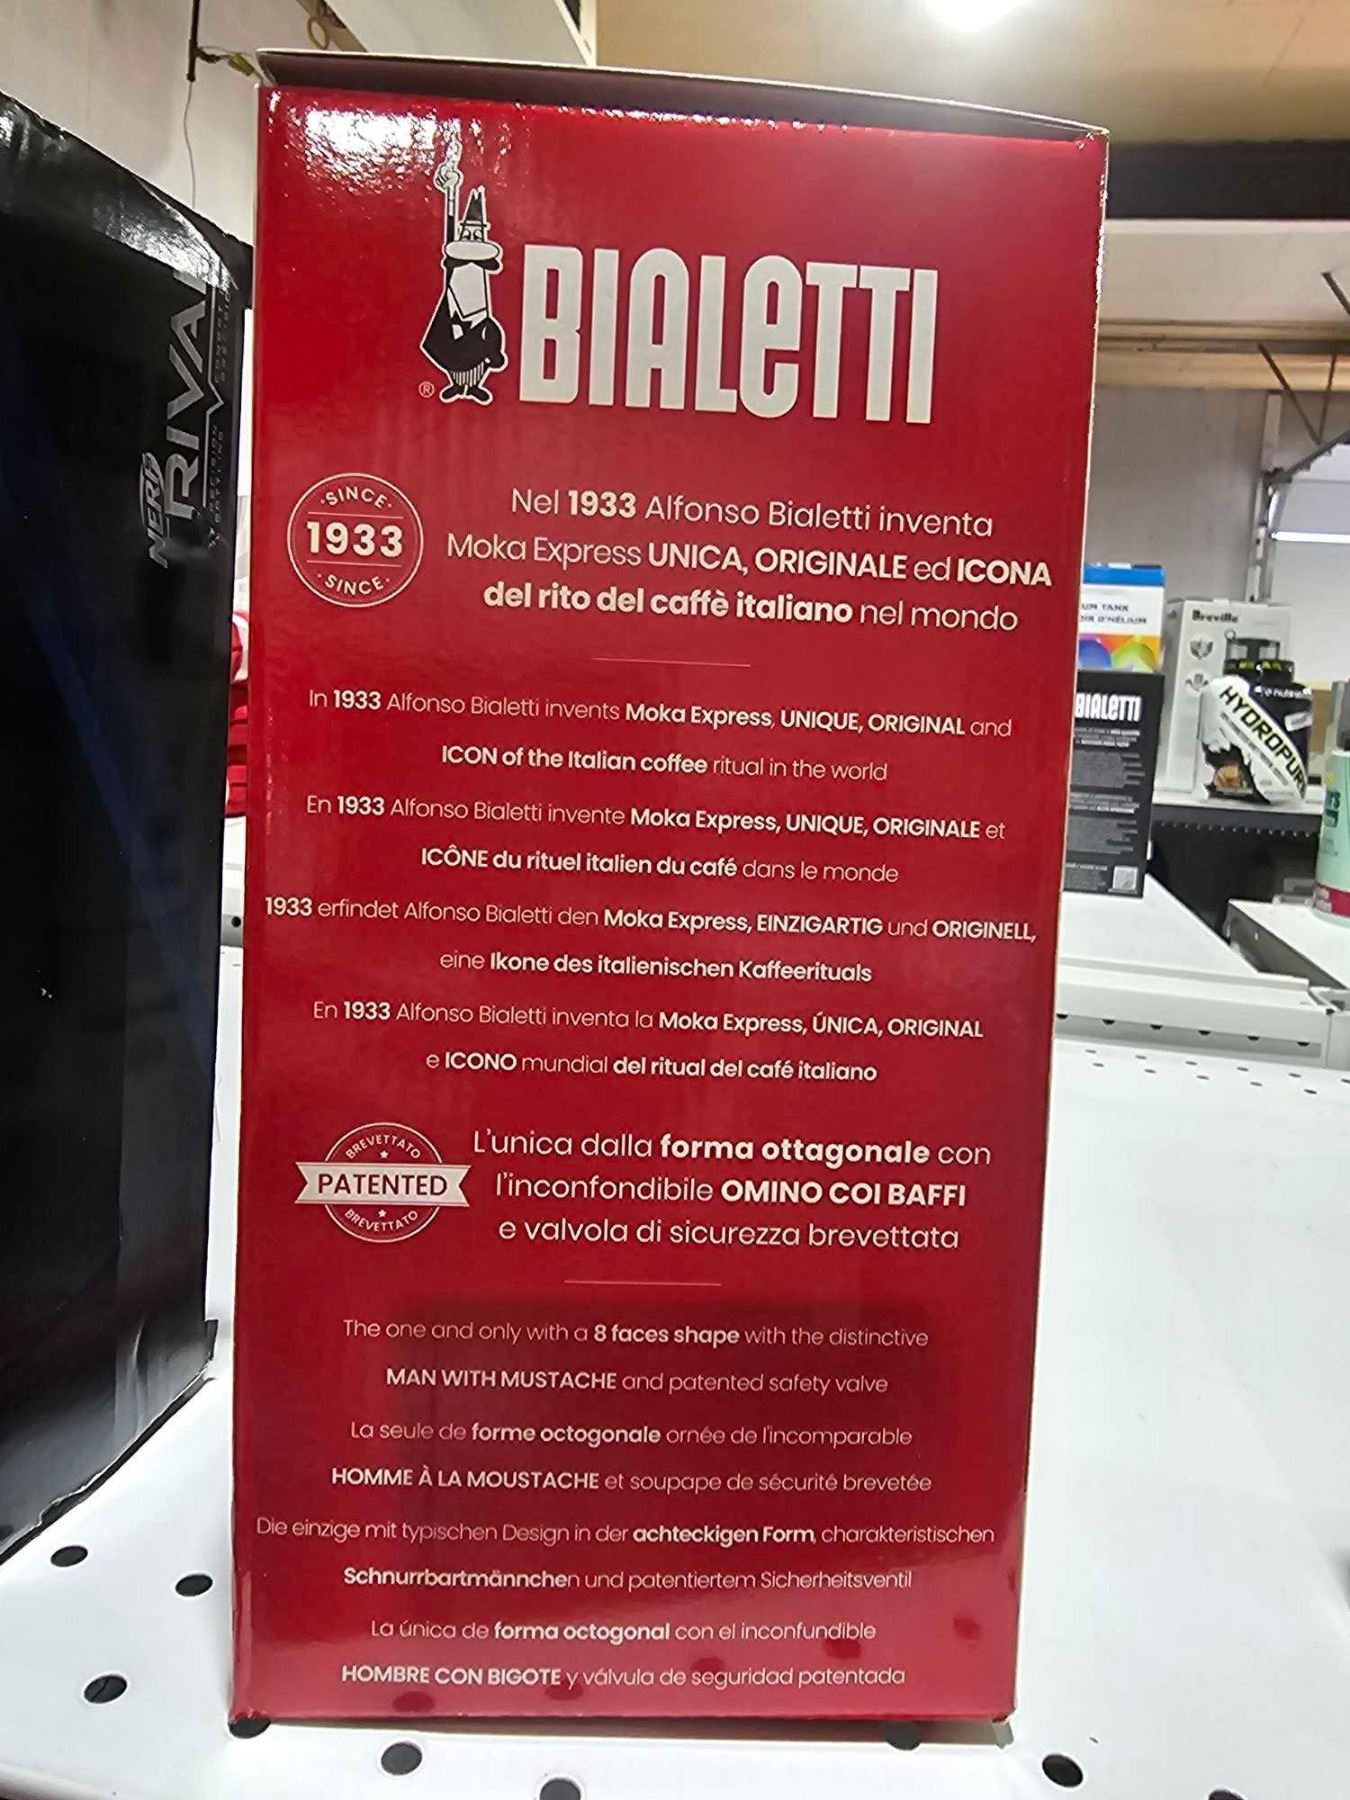 BIALETTI
®
·SINCE·
1933
·SINCE·
Nel 1933 Alfonso Bialetti inventa
Moka Express UNICA, ORIGINALE ed ICONA
del rito del caffè italiano nel mondo
In 1933 Alfonso Bialetti invents Moka Express, UNIQUE, ORIGINAL and
ICON of the Italian coffee ritual in the world
En 1933 Alfonso Bialetti invente Moka Express, UNIQUE, ORIGINALE et
ICÔNE du rituel italien du café dans le monde
1933 erfindet Alfonso Bialetti den Moka Express, EINZIGARTIG und ORIGINELL,
eine Ikone des italienischen Kaffeerituals
En 1933 Alfonso Bialetti inventa la Moka Express, ÚNICA, ORIGINAL
e ICONO mundial del ritual del café italiano
BREVETTATO
PATENTED
BREVETTATO
L'unica dalla forma ottagonale con
l'inconfondibile OMINO COI BAFFI
e valvola di sicurezza brevettata
The one and only with a 8 faces shape with the distinctive
MAN WITH MUSTACHE and patented safety valve
La seule de forme octogonale ornée de l'incomparable
HOMME À LA MOUSTACHE et soupape de sécurité brevetée
Die einzige mit typischen Design in der achteckigen Form, charakteristischen
Schnurrbartmännchen und patentiertem Sicherheitsventil
La única de forma octogonal con el inconfundible
HOMBRE CON BIGOTE y válvula de seguridad patentada
NERF
RIVAL
UM TANK
Breville
BIALETTI
HYDROPUR